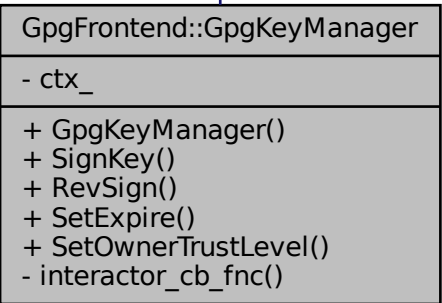 GpgFrontend::GpgKeyManager
- ctx_
+ GpgKeyManager()
+ SignKey()
+ RevSign()
+ SetExpire()
+ SetOwnerTrustLevel()
- interactor_cb_fnc()